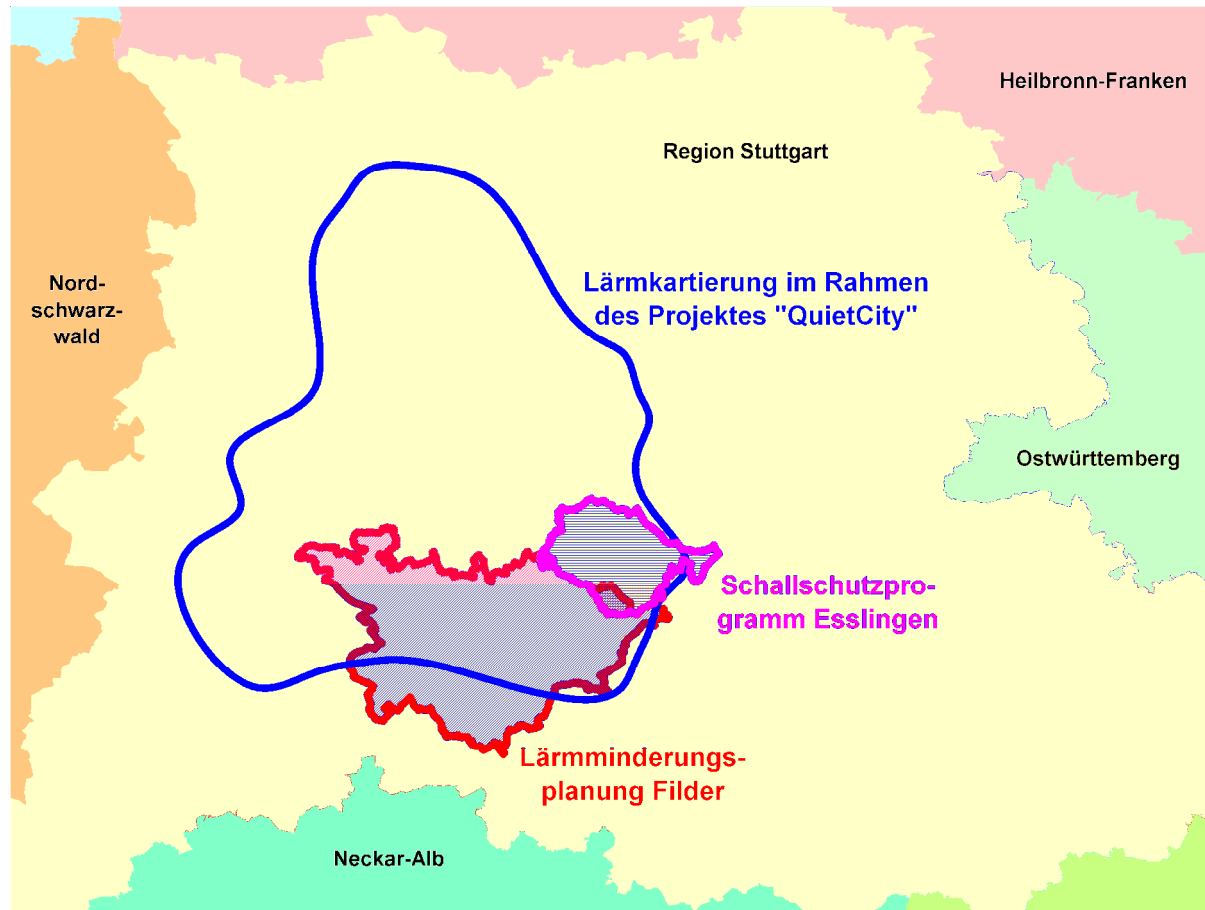 Heilbronn-Franken
Region Stuttgart
Lärmkartierung im Rahmen
des Projektes "QuietCity"
Nord-
schwarz-
wald
Ostwürttemberg
Schallschutzpro-
gramm Esslingen
Lärmminderungs-
planung Filder
Neckar-Alb